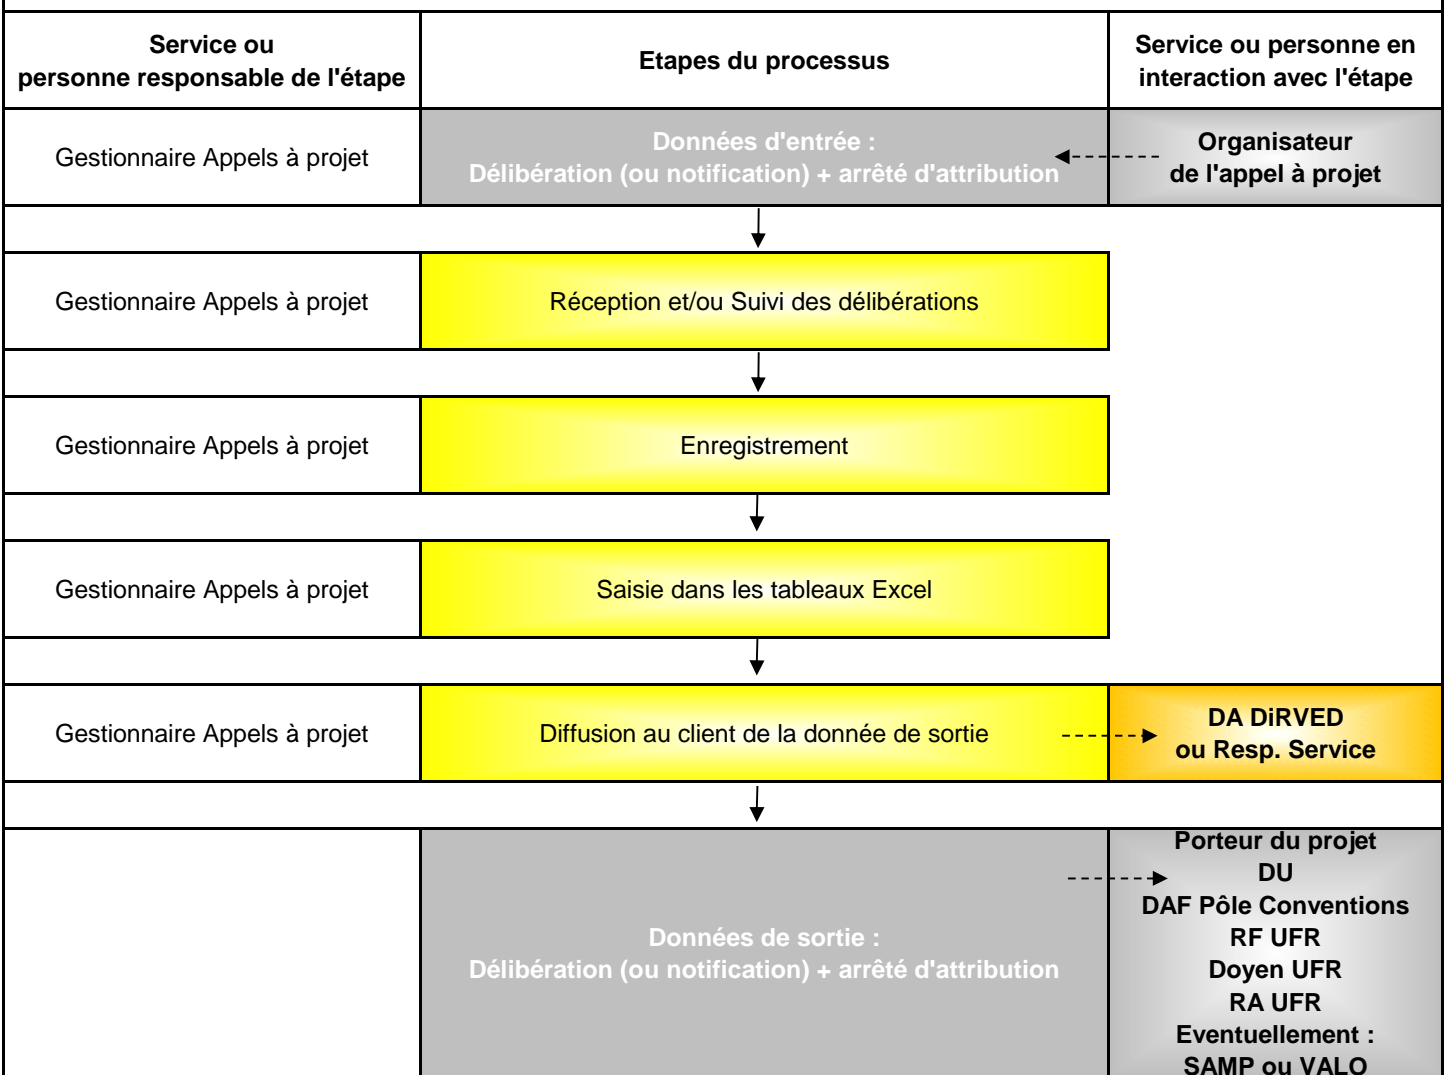 Service ou
personne responsable de l'étape
Etapes du processus
Service ou personne en
interaction avec l'étape
Gestionnaire Appels à projet
Données d'entrée :
Délibération (ou notification) + arrêté d'attribution
Organisateur
de l'appel à projet
Gestionnaire Appels à projet
Réception et/ou Suivi des délibérations
Gestionnaire Appels à projet
Enregistrement
Gestionnaire Appels à projet
Saisie dans les tableaux Excel
Gestionnaire Appels à projet
Diffusion au client de la donnée de sortie
DA DiRVED
ou Resp. Service
Données de sortie :
Délibération (ou notification) + arrêté d'attribution
Porteur du projet
DU
DAF Pôle Conventions
RF UFR
Doyen UFR
RA UFR
Eventuellement :
SAMP ou VALO